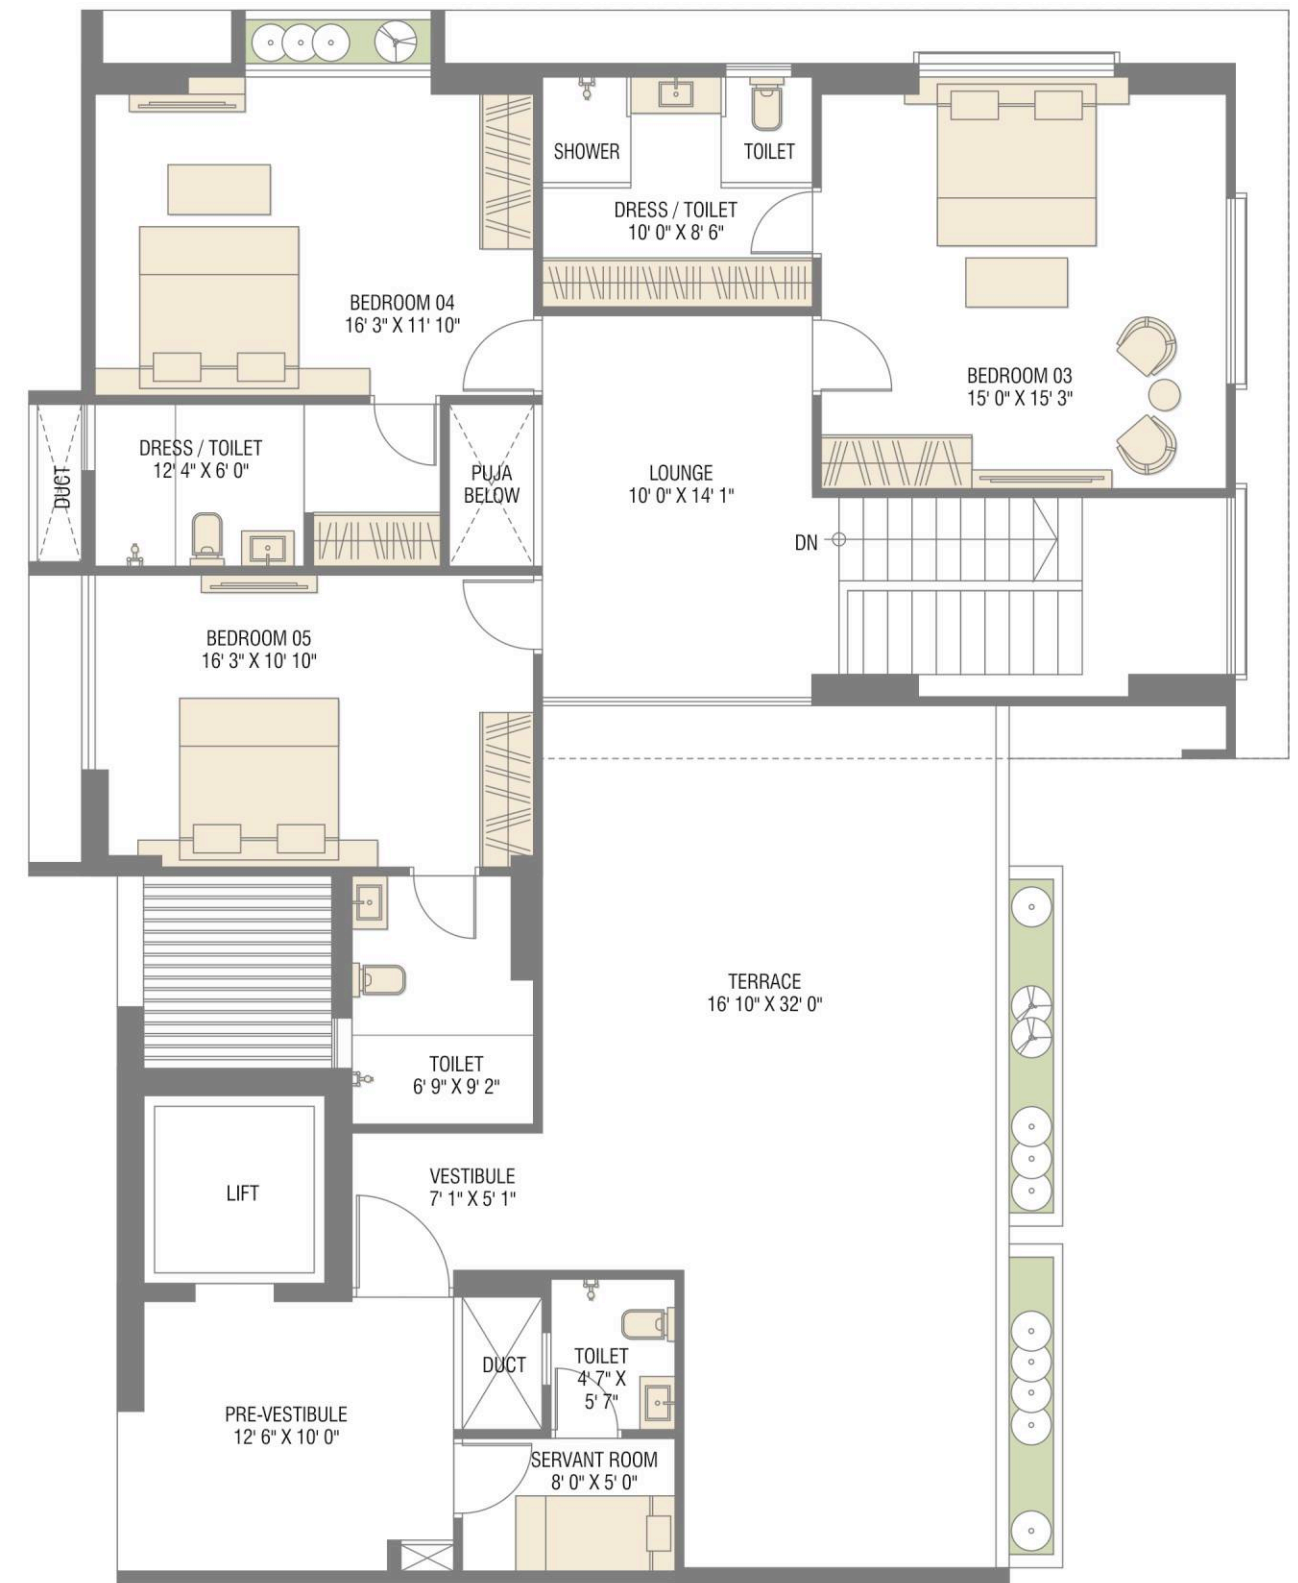 SHOWER
TOILET
DRESS / TOILET
10' 0" X 8' 6"
BEDROOM 04
16' 3" X 11' 10"
BEDROOM 03
15' 0" X 15' 3"
DUCT
DRESS / TOILET
12' 4" X 6' 0"
PUJA
BELOW
LOUNGE
10' 0" X 14' 1"
DN
BEDROOM 05
16' 3" X 10' 10"
TERRACE
16' 10" X 32' 0"
TOILET
6' 9" X 9' 2"
LIFT
VESTIBULE
7' 1" X 5' 1"
DUCT
TOILET
4' 7" X
5' 7"
PRE-VESTIBULE
12' 6" X 10' 0"
SERVANT ROOM
8' 0" X 5' 0"